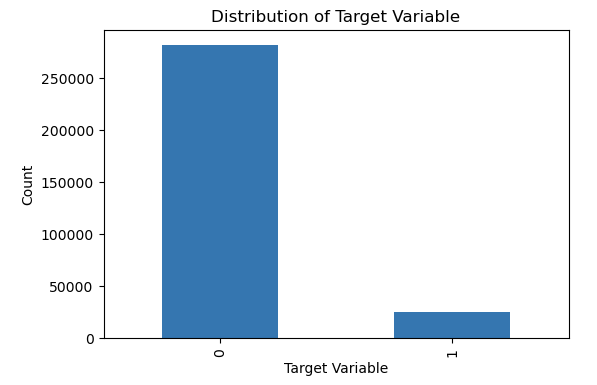 Distribution of Target Variable
Count
250000
200000
150000
100000
50000
0
0
1
Target Variable